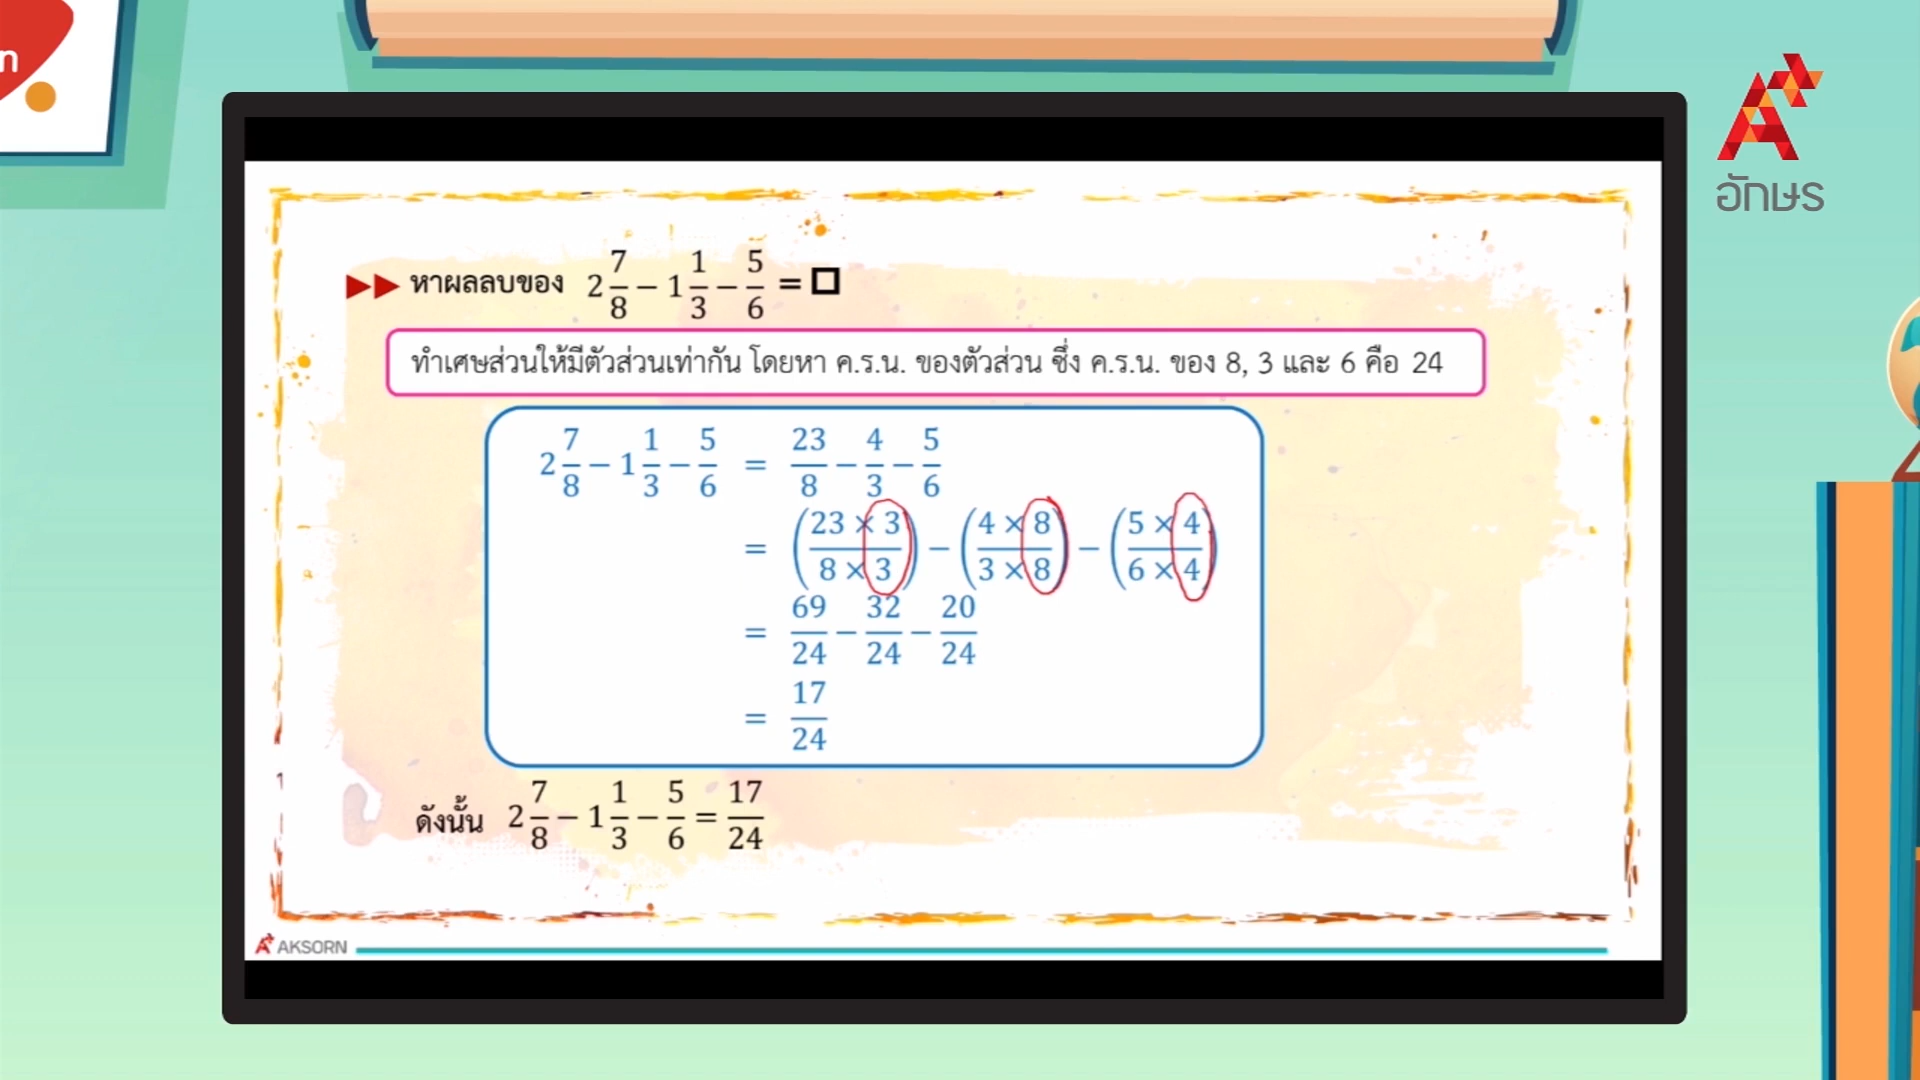 อักษร
หาผลลบของ 2 7/8 − 1 1/3 − 5/6 = □
ทำเศษส่วนให้มีตัวส่วนเท่ากัน โดยหา ค.ร.น. ของตัวส่วน ซึ่ง ค.ร.น. ของ 8, 3 และ 6 คือ 24
2 7/8 − 1 1/3 − 5/6 = 23/8 − 4/3 − 5/6
= (23 × 3 / 8 × 3) − (4 × 8 / 3 × 8) − (5 × 4 / 6 × 4)
= 69/24 − 32/24 − 20/24
= 17/24
ดังนั้น 2 7/8 − 1 1/3 − 5/6 = 17/24
AKSORN